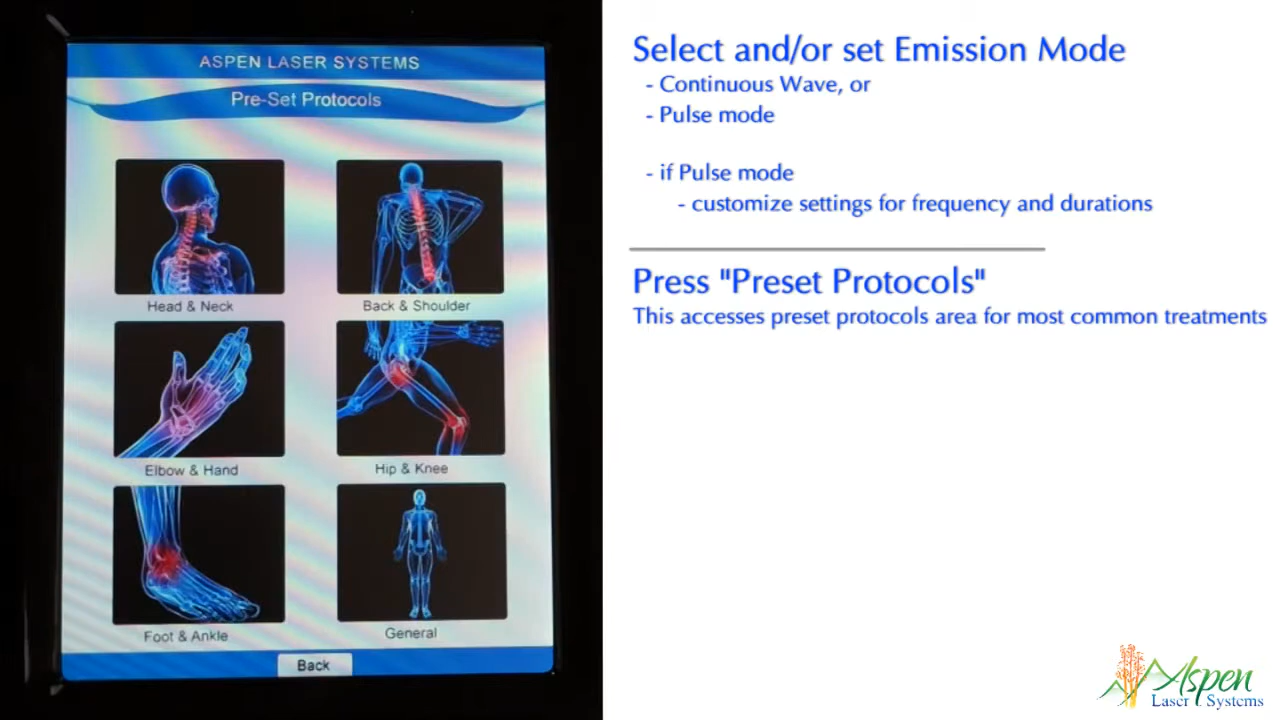 ASPEN LASER SYSTEMS
Pre-Set Protocols
Head & Neck
Back & Shoulder
Elbow & Hand
Hip & Knee
Foot & Ankle
General
Back
Select and/or set Emission Mode
- Continuous Wave, or
- Pulse mode
- if Pulse mode
- customize settings for frequency and durations
Press "Preset Protocols"
This accesses preset protocols area for most common treatments
Aspen
Laser Systems